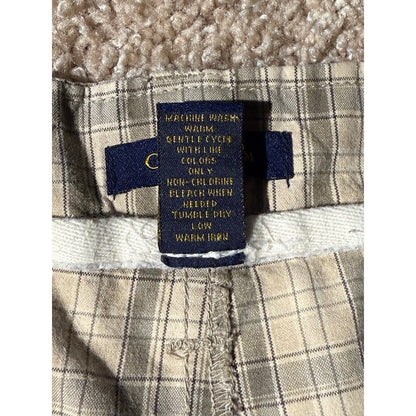 MACHINE WASH
WARM
GENTLE CYCLE
WITH LIKE
COLORS
ONLY
NON-CHLORINE
BLEACH WHEN
NEEDED
TUMBLE DRY
LOW
WARM IRON